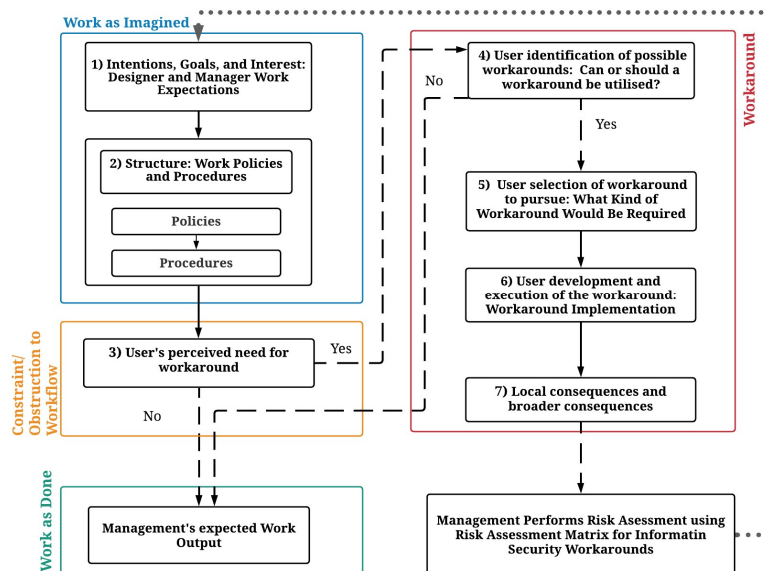 Work as Imagined
1) Intentions, Goals, and Interest:
Designer and Manager Work
Expectations
2) Structure: Work Policies
and Procedures
Policies
Procedures
Constraint/
Obstruction to
Workflow
3) User's perceived need for
workaround
Yes
No
Work as Done
Management's expected Work
Output
Workaround
4) User identification of possible
workarounds:  Can or should a
workaround be utilised?
No
Yes
5)  User selection of workaround
to pursue: What Kind of
Workaround Would Be Required
6) User development and
execution of the workaround:
Workaround Implementation
7) Local consequences and
broader consequences
Management Performs Risk Assessment using
Risk Assessment Matrix for Informatin
Security Workarounds